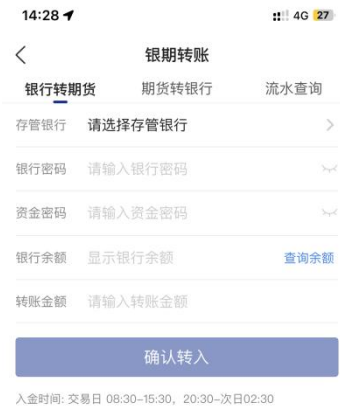 14:28 4G 27
银期转账
银行转期货 期货转银行 流水查询
存管银行 请选择存管银行
银行密码 请输入银行密码
资金密码 请输入资金密码
银行余额 显示银行余额 查询余额
转账金额 请输入转账金额
确认转入
入金时间: 交易日 08:30-15:30, 20:30-次日02:30